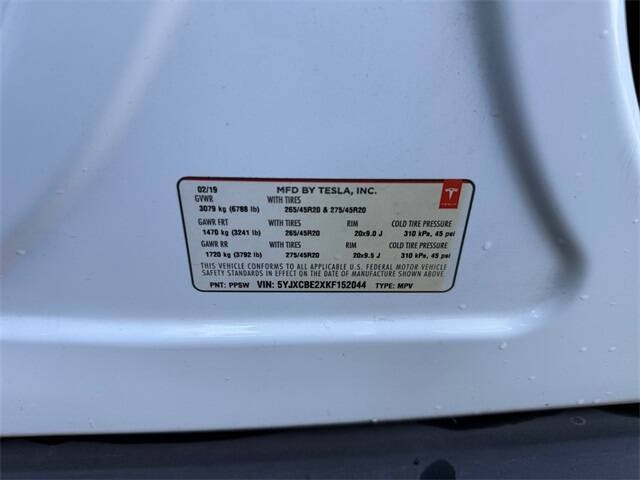 02/19 MFD BY TESLA, INC.
GVWR WITH TIRES
3079 kg (6788 lb) 265/45R20 & 275/45R20
GAWR FRT WITH TIRES RIM COLD TIRE PRESSURE
1470 kg (3241 lb) 265/45R20 20x9.0 J 310 kPa, 45 psi
GAWR RR WITH TIRES RIM COLD TIRE PRESSURE
1720 kg (3792 lb) 275/45R20 20x9.5 J 310 kPa, 45 psi
THIS VEHICLE CONFORMS TO ALL APPLICABLE U.S. FEDERAL MOTOR VEHICLE
SAFETY STANDARDS IN EFFECT ON THE DATE OF MANUFACTURE SHOWN ABOVE.
PNT: PPSW VIN: 5YJXCBE2XKF152044 TYPE: MPV
TESLA